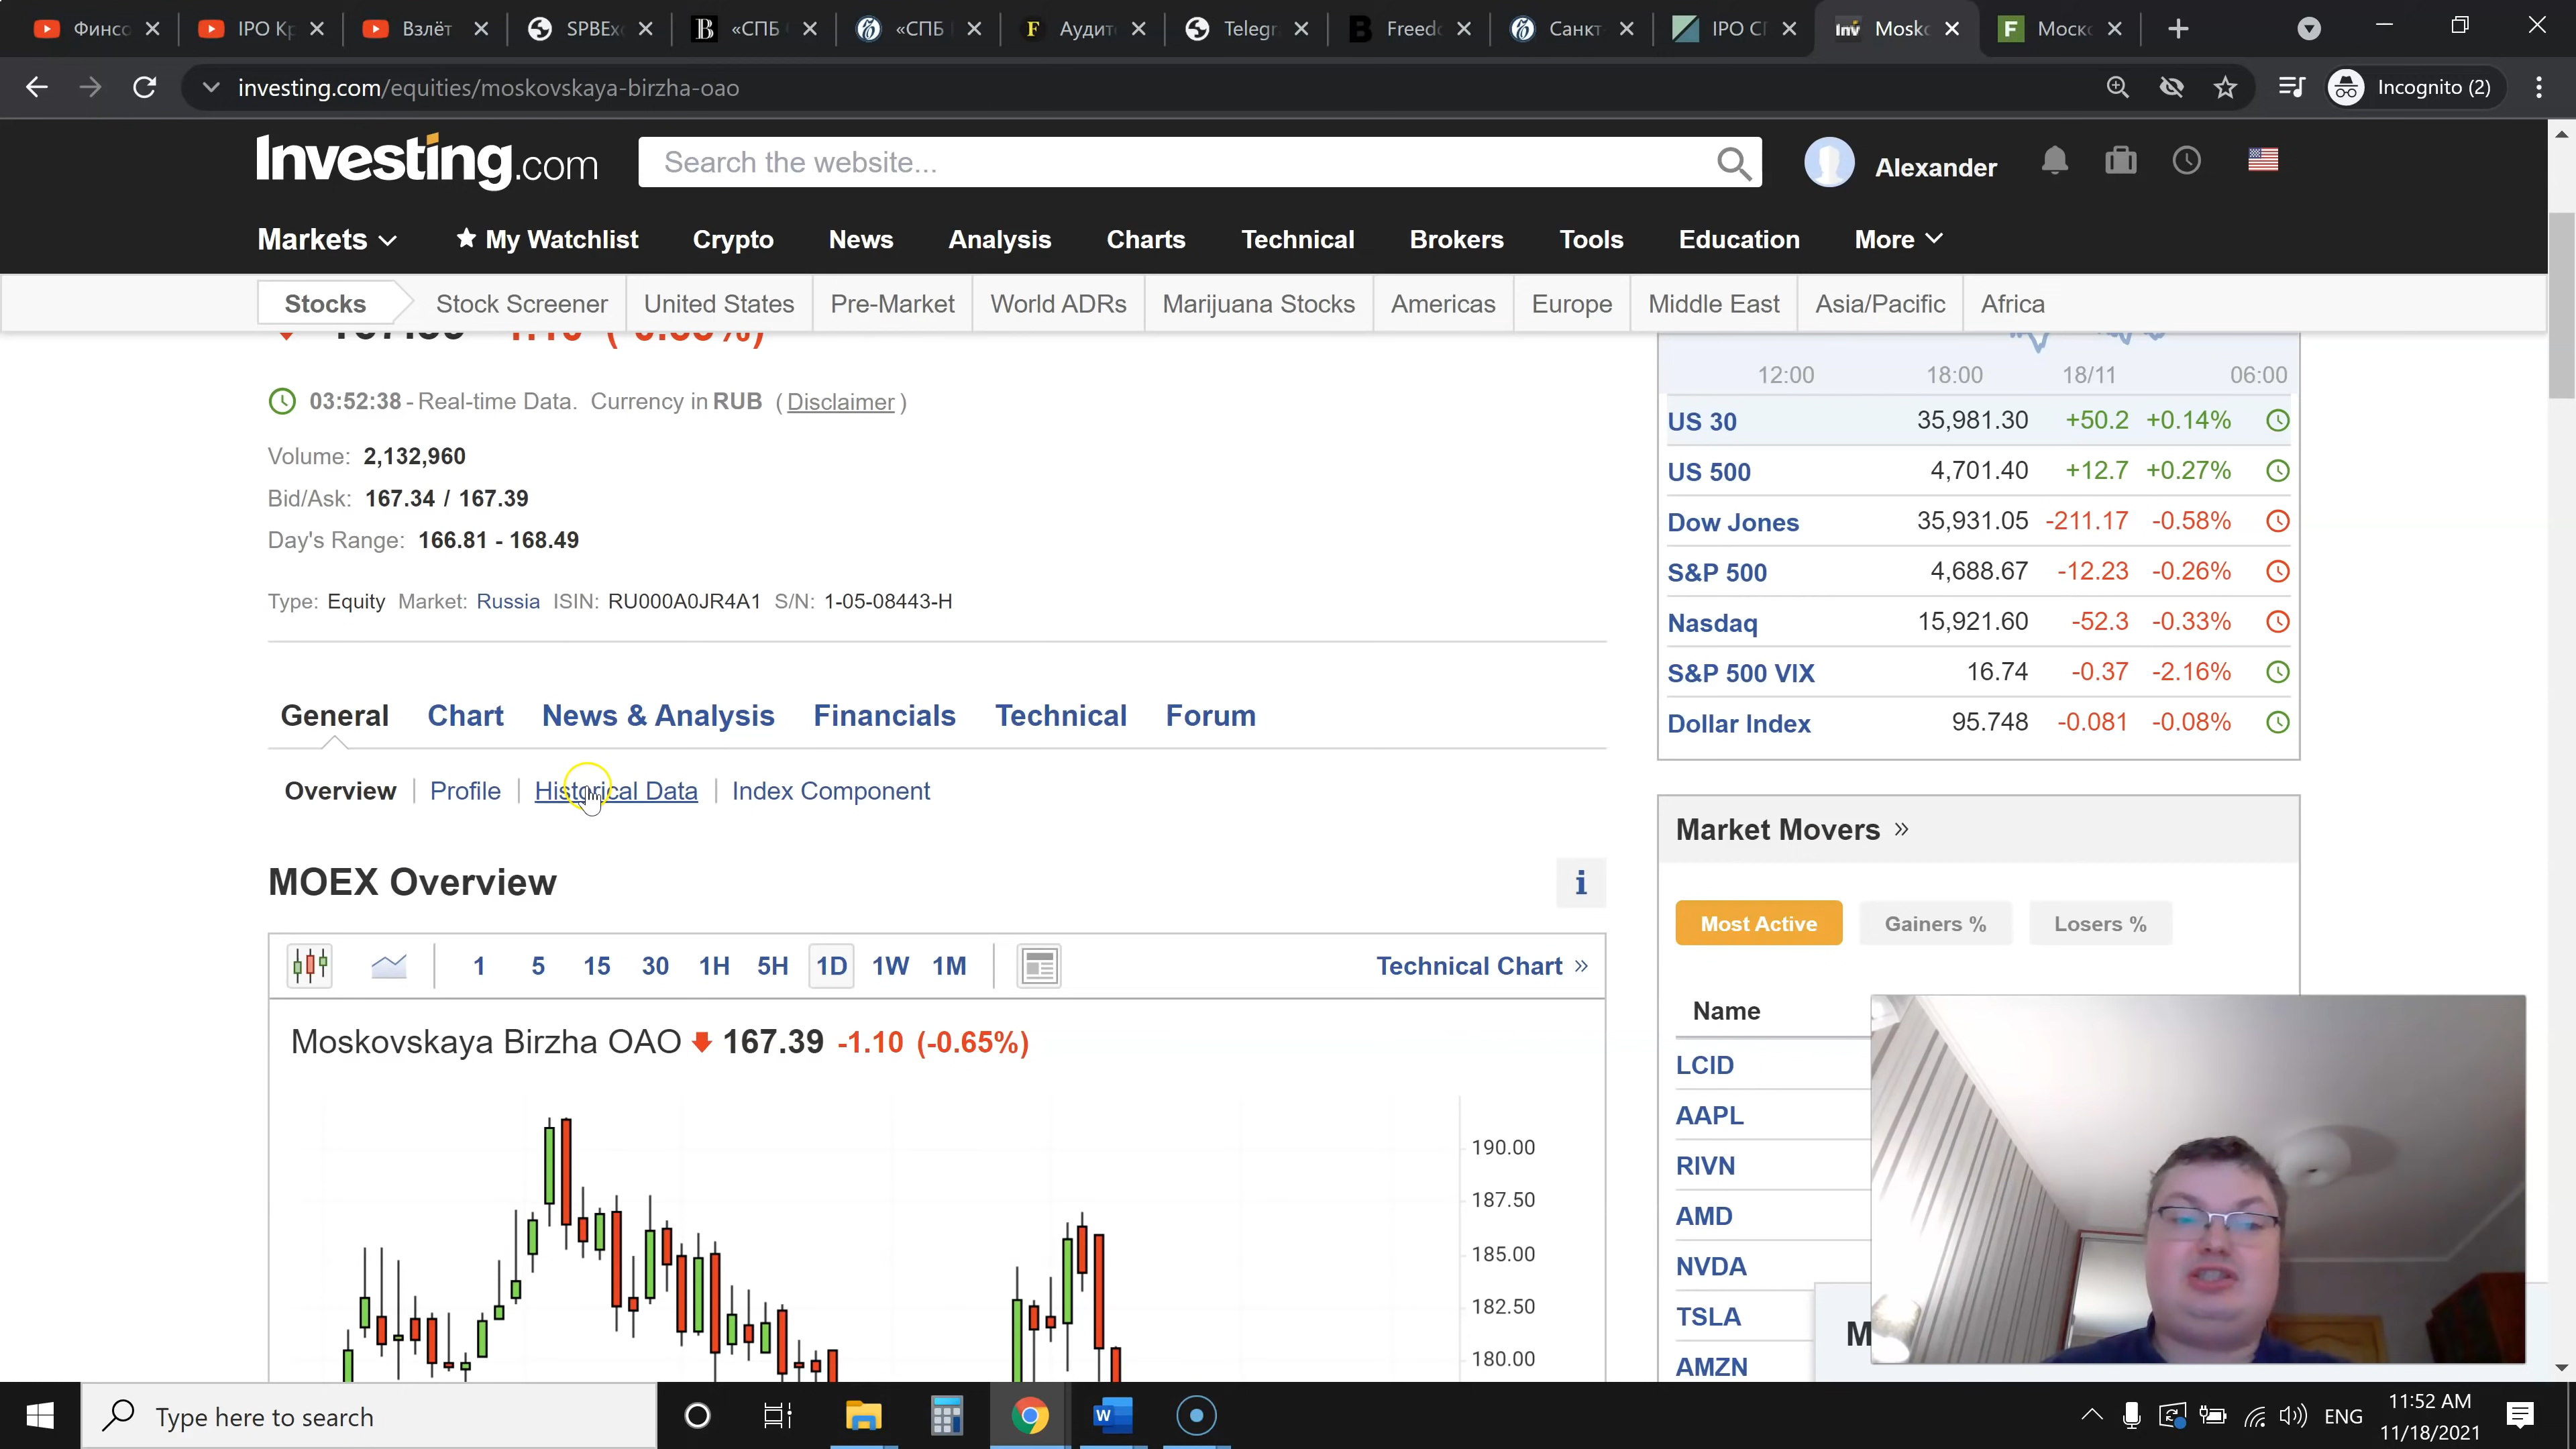 Финсо IPO Кр Взлёт SPBEx «СПБ «СПБ Аудит Telegr Freedo Санкт IPO СП Moskо Моско
investing.com/equities/moskovskaya-birzha-oao Incognito (2)
Investing.com Search the website... Alexander
Markets My Watchlist Crypto News Analysis Charts Technical Brokers Tools Education More
Stocks Stock Screener United States Pre-Market World ADRs Marijuana Stocks Americas Europe Middle East Asia/Pacific Africa
03:52:38 - Real-time Data. Currency in RUB ( Disclaimer )
Volume: 2,132,960
Bid/Ask: 167.34 / 167.39
Day's Range: 166.81 - 168.49
Type: Equity Market: Russia ISIN: RU000A0JR4A1 S/N: 1-05-08443-H
General Chart News & Analysis Financials Technical Forum
Overview Profile Historical Data Index Component
MOEX Overview
1 5 15 30 1H 5H 1D 1W 1M Technical Chart »
Moskovskaya Birzha OAO 167.39 -1.10 (-0.65%)
190.00
187.50
185.00
182.50
180.00
12:00 18:00 18/11 06:00
US 30 35,981.30 +50.2 +0.14%
US 500 4,701.40 +12.7 +0.27%
Dow Jones 35,931.05 -211.17 -0.58%
S&P 500 4,688.67 -12.23 -0.26%
Nasdaq 15,921.60 -52.3 -0.33%
S&P 500 VIX 16.74 -0.37 -2.16%
Dollar Index 95.748 -0.081 -0.08%
Market Movers »
Most Active Gainers % Losers %
Name
LCID
AAPL
RIVN
AMD
NVDA
TSLA
M
AMZN
Type here to search
ENG
11:52 AM
11/18/2021